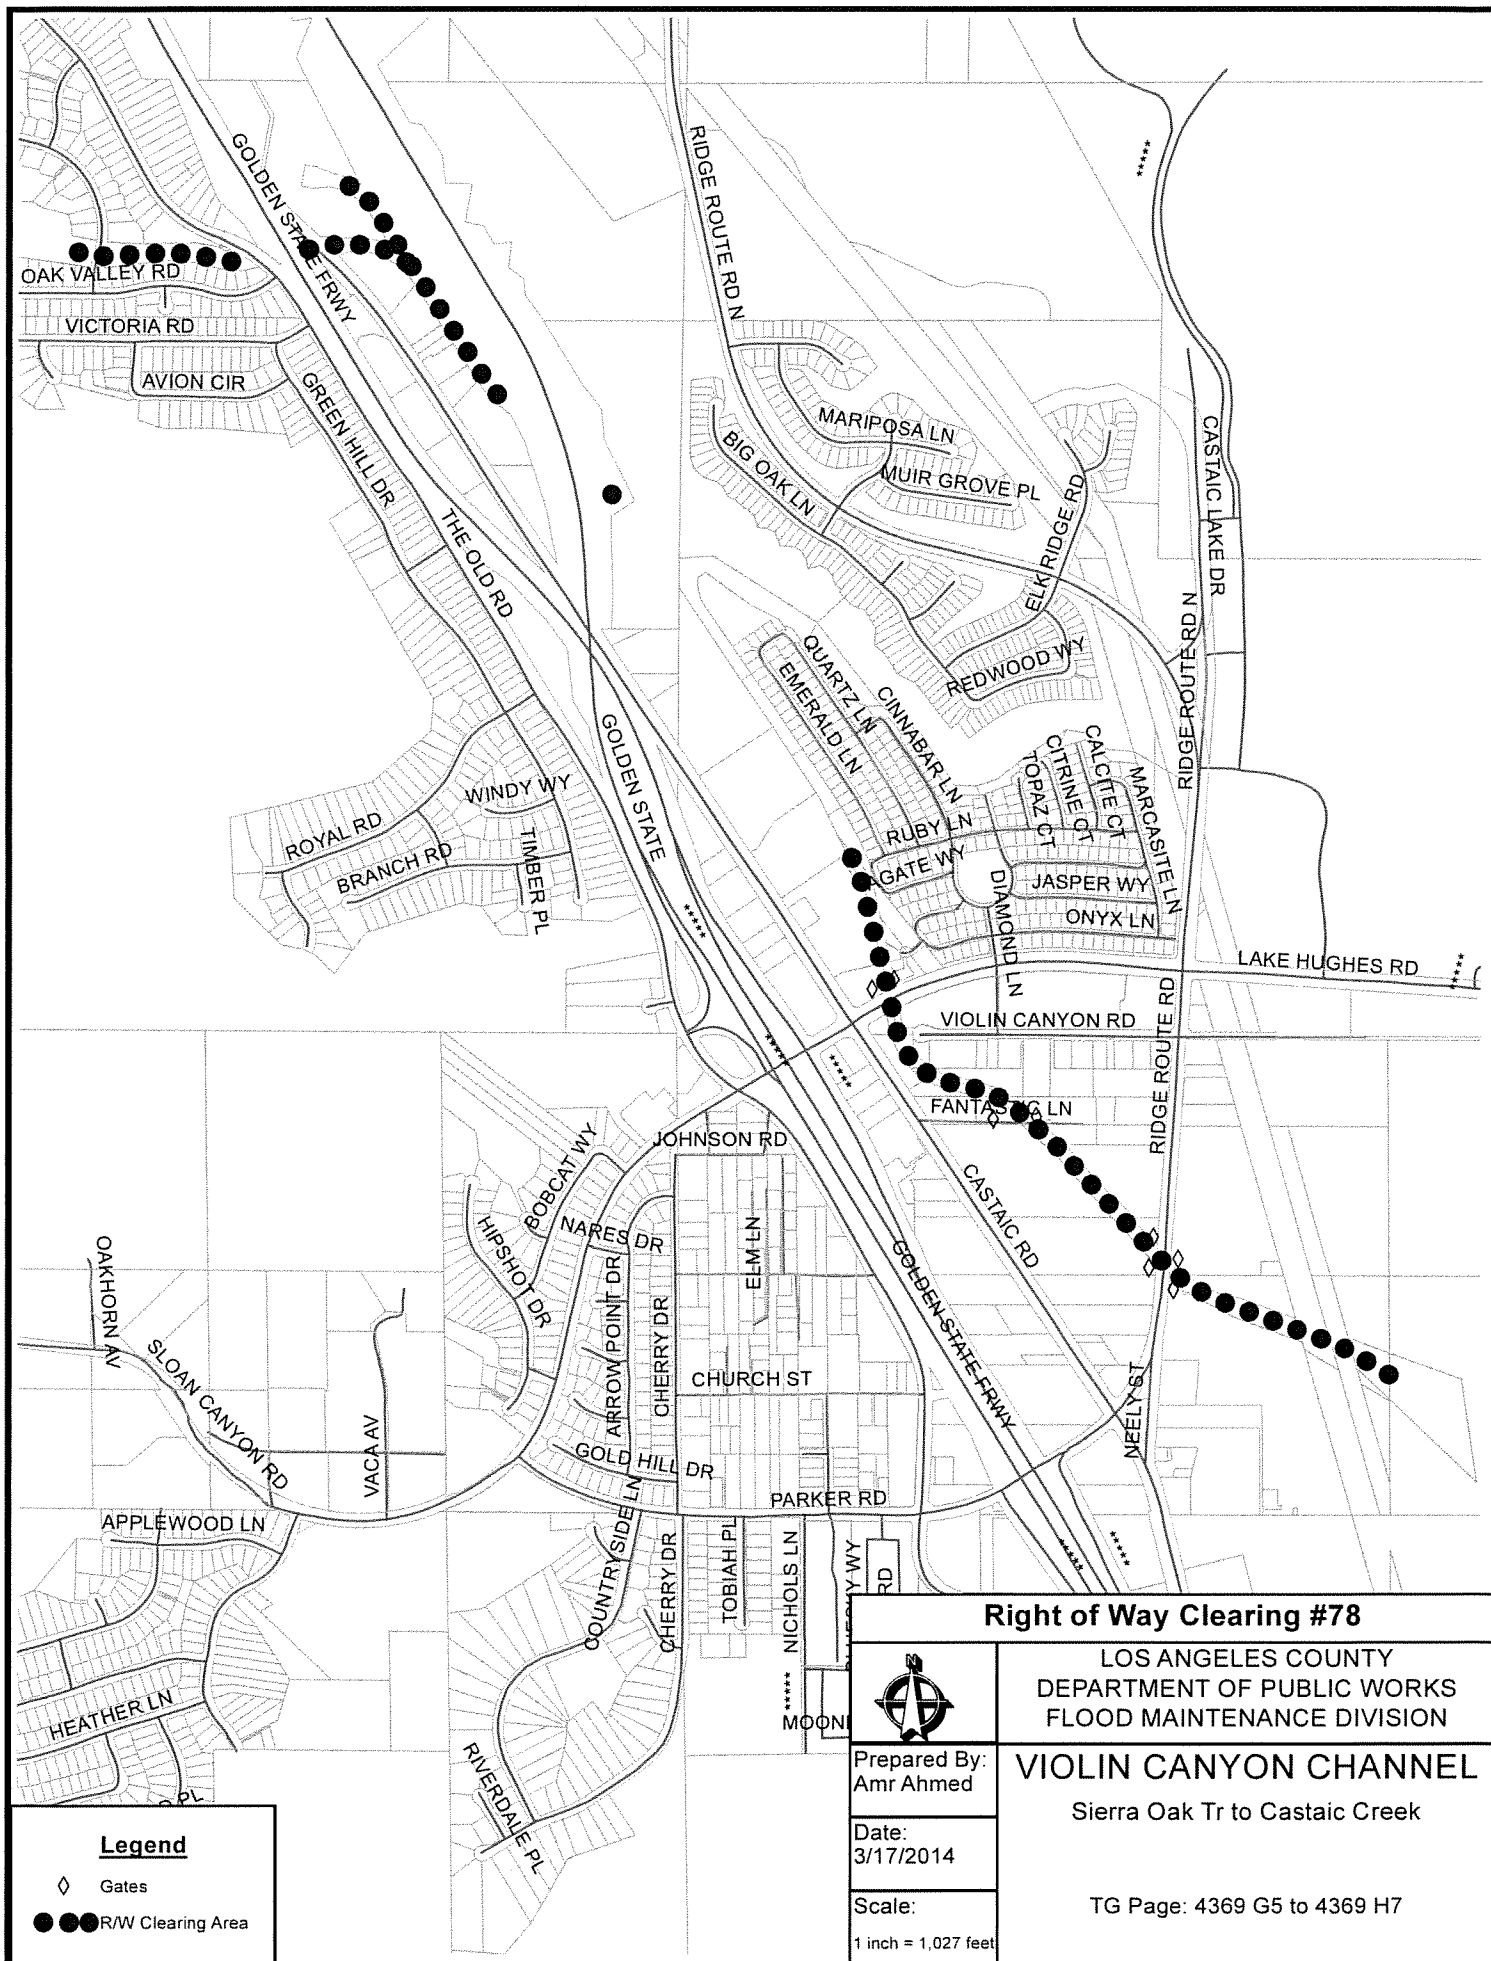 GOLDEN STATE FRWY
RIDGE ROUTE RD N
OAK VALLEY RD
VICTORIA RD
AVION CIR
GREEN HILL DR
THE OLD RD
MARIPOSA LN
BIG OAK LN
MUIR GROVE PL
ELK RIDGE RD
CASTAIC LAKE DR
REDWOOD WY
RIDGE ROUTE RD N
QUARTZ LN
EMERALD LN
CINNABAR LN
GOLDEN STATE
TOPAZ CT
CITRINE CT
CALCITE CT
MARCASITE LN
WINDY WY
ROYAL RD
BRANCH RD
TIMBER PL
RUBY LN
AGATE WY
DIAMOND LN
JASPER WY
ONYX LN
*****
LAKE HUGHES RD
VIOLIN CANYON RD
RIDGE ROUTE RD
FANTASTIC LN
JOHNSON RD
BOBCAT WY
NARES DR
HIPSHOT DR
ELM LN
CASTAIC RD
GOLDEN STATE FRWY
OAKHORN AV
SLOAN CANYON RD
VACA AV
ARROW POINT DR
CHERRY DR
CHURCH ST
NEELY ST
GOLD HILL DR
PARKER RD
APPLEWOOD LN
COUNTRYSIDE LN
CHERRY DR
TOBIAH PL
NICHOLS LN
WY
RD
MOON
HEATHER LN
RIVERDALE PL
PL
Legend
Gates
R/W Clearing Area
Right of Way Clearing #78
N
LOS ANGELES COUNTY
DEPARTMENT OF PUBLIC WORKS
FLOOD MAINTENANCE DIVISION
Prepared By:
Amr Ahmed
VIOLIN CANYON CHANNEL
Sierra Oak Tr to Castaic Creek
Date:
3/17/2014
Scale:
1 inch = 1,027 feet
TG Page: 4369 G5 to 4369 H7